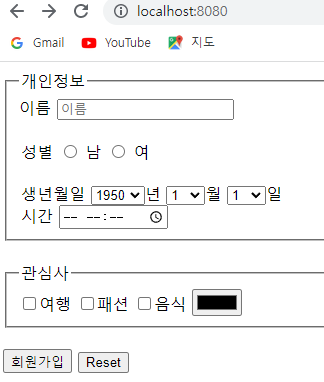 localhost:8080
Gmail YouTube 지도
개인정보
이름 이름
성별 남 여
생년월일 1950 년 1 월 1 일
시간 -- --:--
관심사
여행 패션 음식
회원가입 Reset